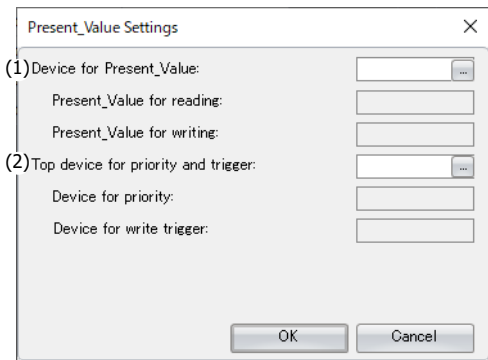 Present_Value Settings
(1) Device for Present_Value:
...
Present_Value for reading:
Present_Value for writing:
(2) Top device for priority and trigger:
...
Device for priority:
Device for write trigger:
OK Cancel